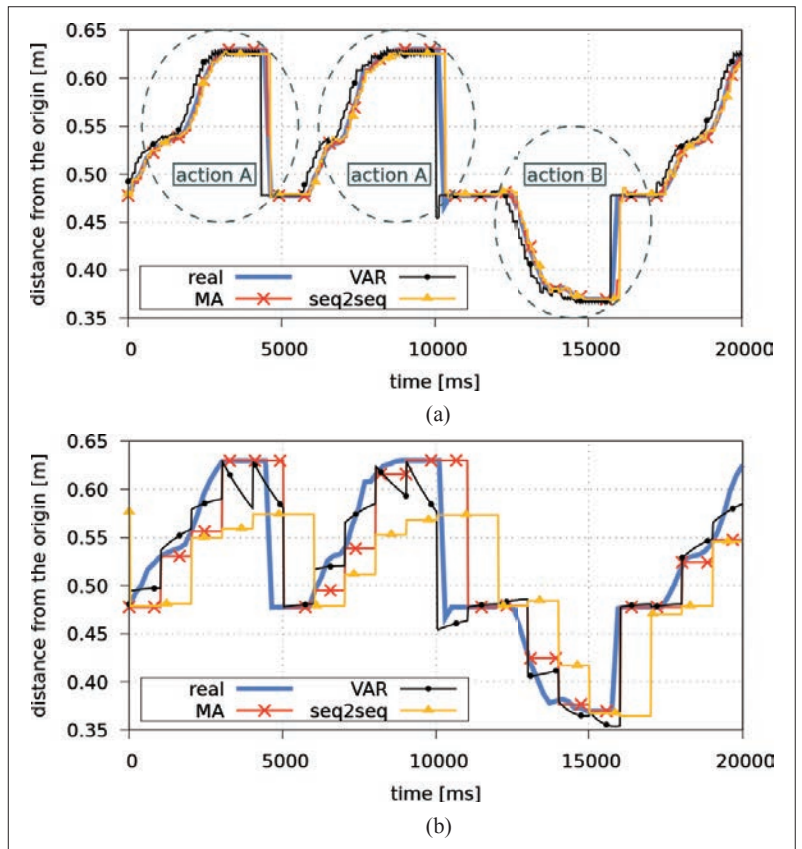 (a)
distance from the origin [m]
0.65
0.60
0.55
0.50
0.45
0.40
0.35
action A
action A
action B
real
VAR
MA
seq2seq
0
5000
10000
15000
20000
time [ms]
(a)
distance from the origin [m]
0.65
0.60
0.55
0.50
0.45
0.40
0.35
real
VAR
MA
seq2seq
0
5000
10000
15000
20000
time [ms]
(b)